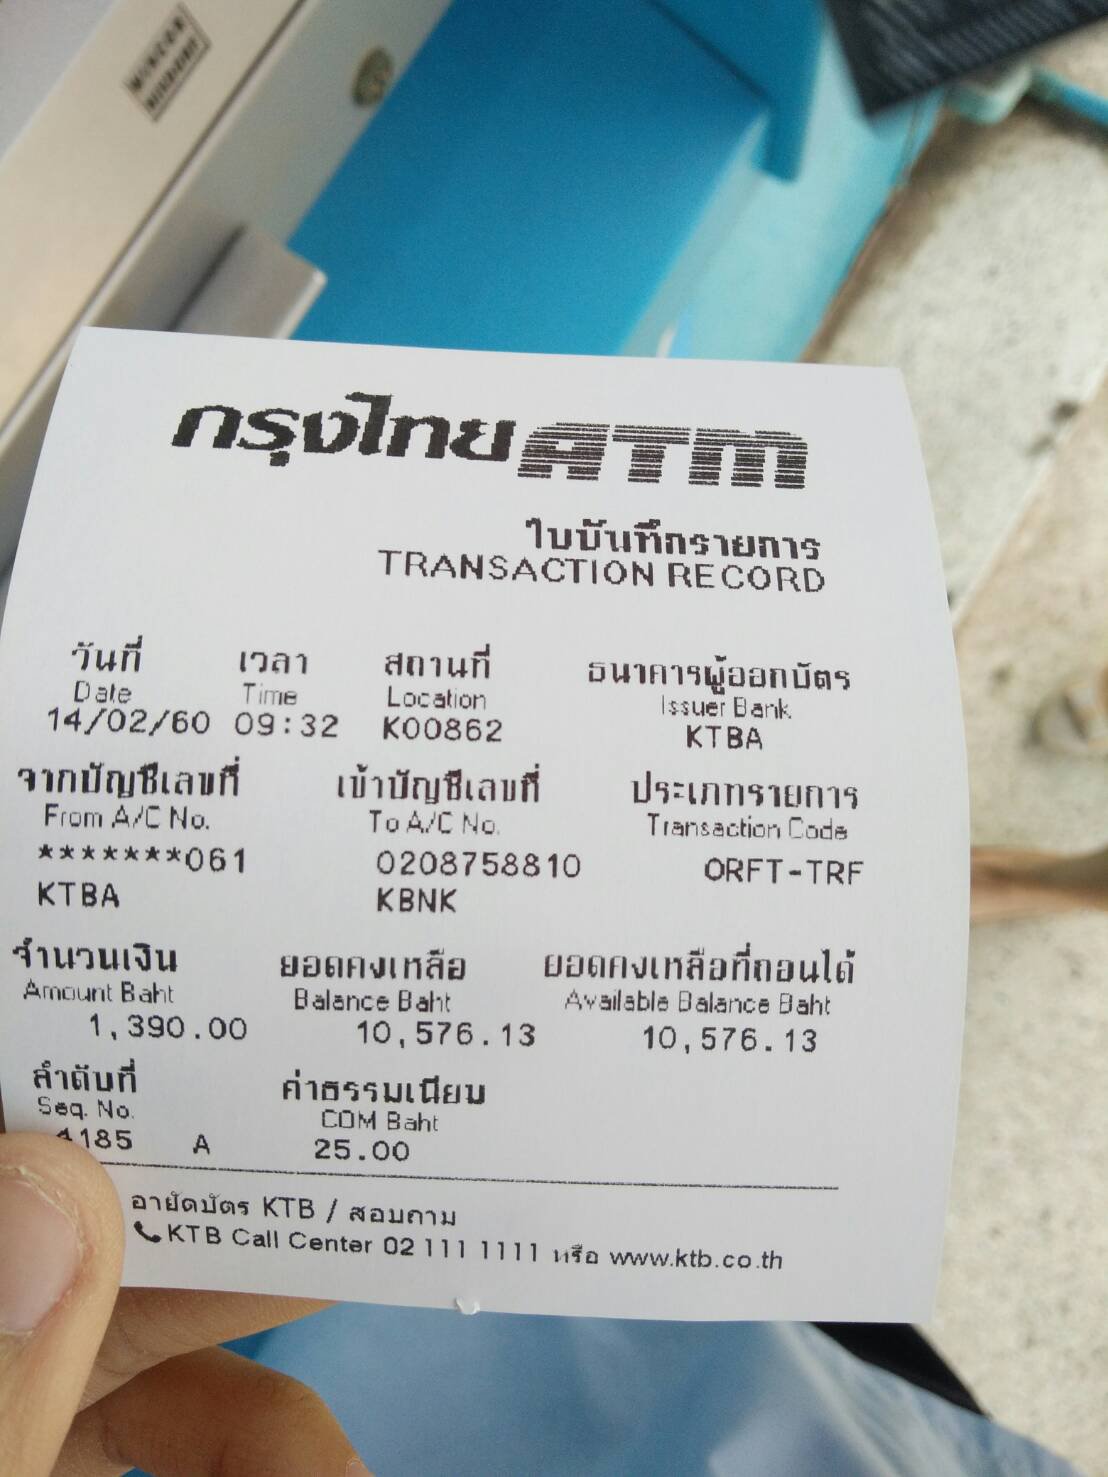 WINCOR
NIXDORF
กรุงไทย ATM
ใบบันทึกรายการ
TRANSACTION RECORD
วันที่ เวลา สถานที่ ธนาคารผู้ออกบัตร
Date Time Location Issuer Bank
14/02/60 09:32 K00862 KTBA
จากบัญชีเลขที่ เข้าบัญชีเลขที่ ประเภทรายการ
From A/C No. To A/C No. Transaction Code
*******061 0208758810 ORFT-TRF
KTBA KBNK
จำนวนเงิน ยอดคงเหลือ ยอดคงเหลือที่ถอนได้
Amount Baht Balance Baht Available Balance Baht
1,390.00 10,576.13 10,576.13
ลำดับที่ ค่าธรรมเนียม
Seq. No. COM Baht
4185 A 25.00
อายัดบัตร KTB / สอบถาม
KTB Call Center 02 111 1111 หรือ www.ktb.co.th